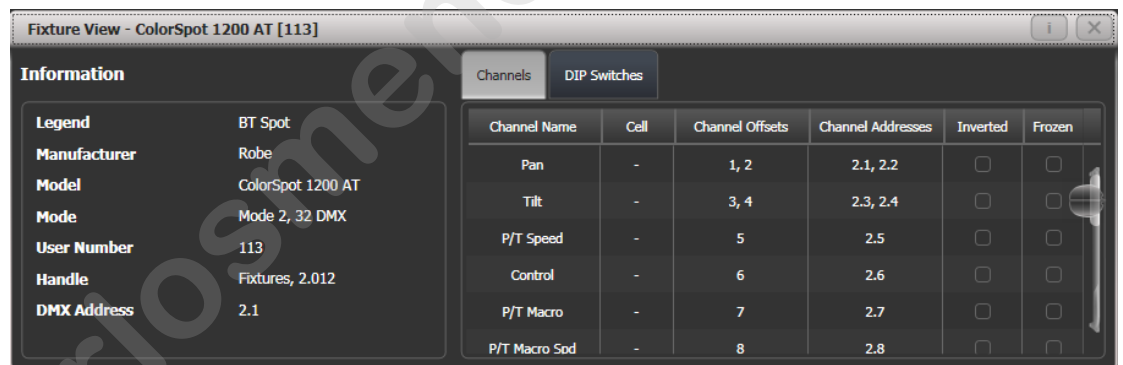 Fixture View - ColorSpot 1200 AT [113] i X
Information
Legend BT Spot
Manufacturer Robe
Model ColorSpot 1200 AT
Mode Mode 2, 32 DMX
User Number 113
Handle Fixtures, 2.012
DMX Address 2.1
Channels DIP Switches
Channel Name Cell Channel Offsets Channel Addresses Inverted Frozen
Pan - 1, 2 2.1, 2.2
Tilt - 3, 4 2.3, 2.4
P/T Speed - 5 2.5
Control - 6 2.6
P/T Macro - 7 2.7
P/T Macro Spd - 8 2.8